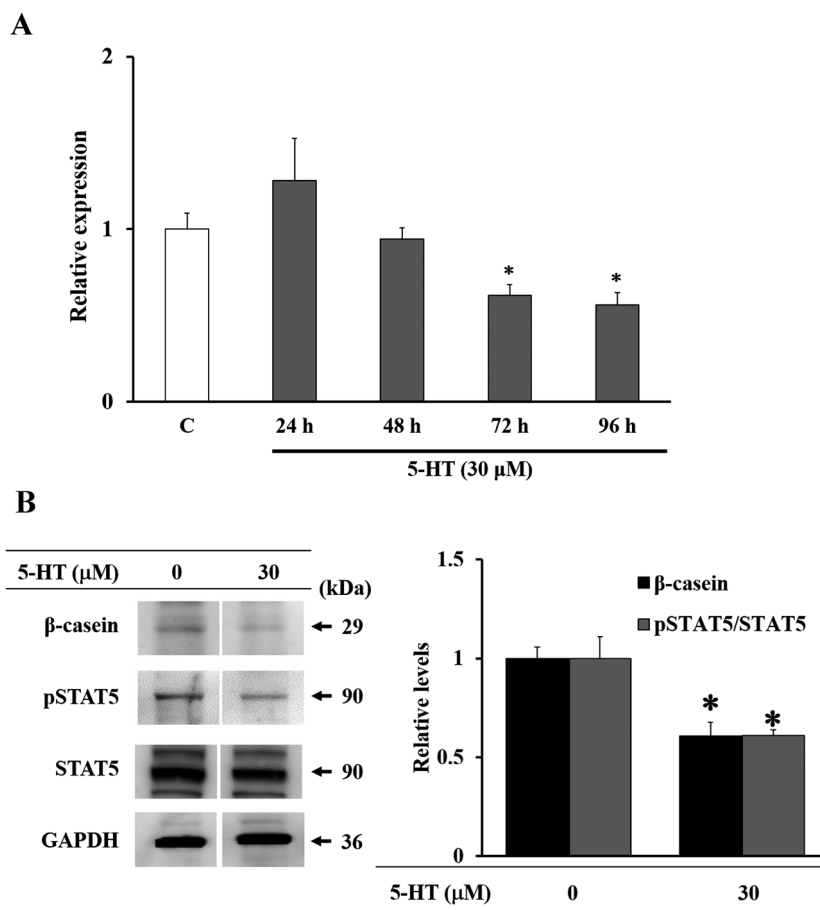 A
2
1
0
Relative expression
*
*
C 24 h 48 h 72 h 96 h
5-HT (30 μM)
B
5-HT (μM) 0 30 (kDa)
β-casein 29
pSTAT5 90
STAT5 90
GAPDH 36
1.5
1
0.5
0
Relative levels
β-casein
pSTAT5/STAT5
*
*
5-HT (μM) 0 30